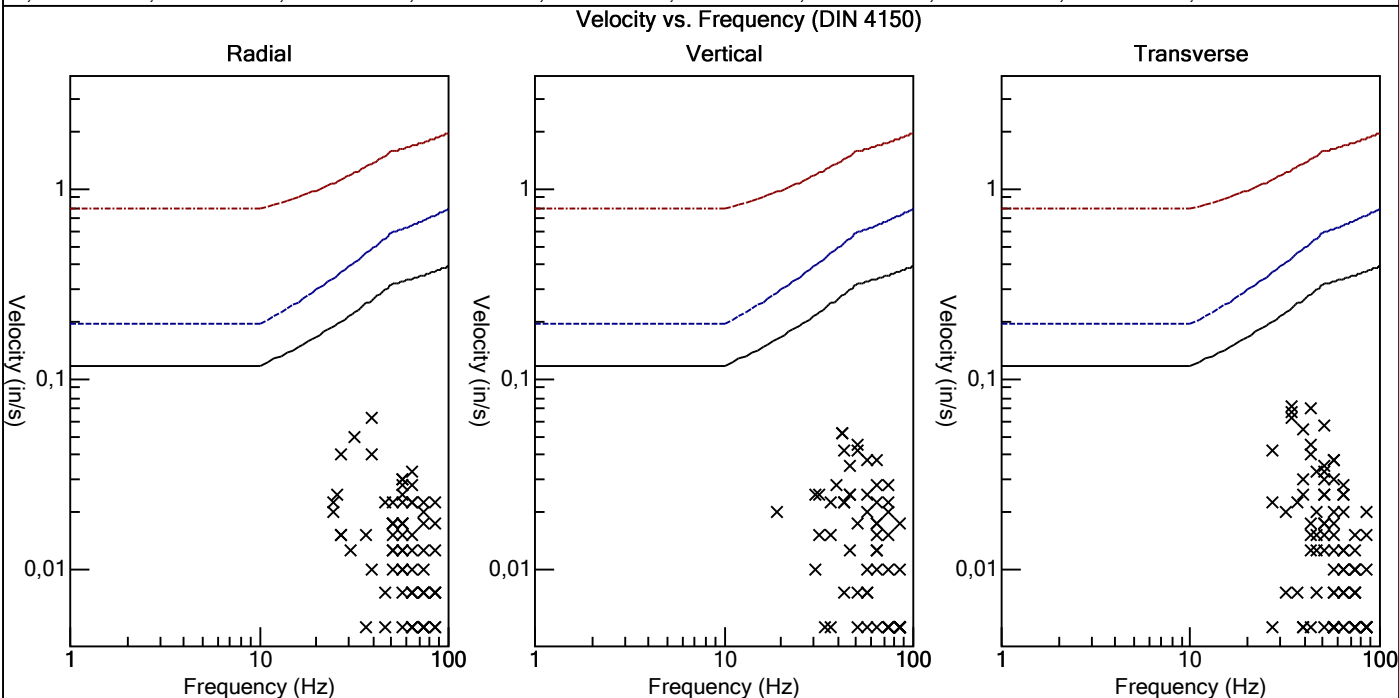 Velocity vs. Frequency (DIN 4150)
Radial
Vertical
Transverse
1
0,1
0,01
1
10
100
Velocity (in/s)
Frequency (Hz)
1
0,1
0,01
1
10
100
Velocity (in/s)
Frequency (Hz)
1
0,1
0,01
1
10
100
Velocity (in/s)
Frequency (Hz)